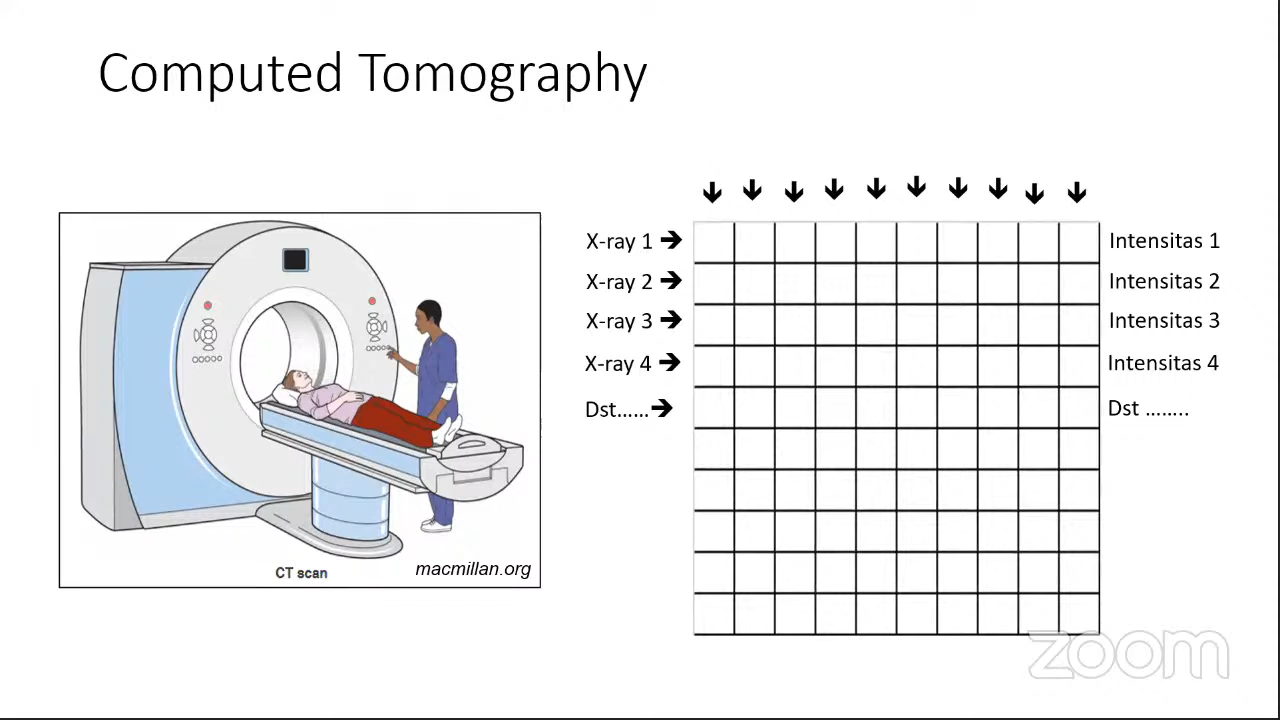 Computed Tomography
CT scan
macmillan.org
X-ray 1 ➔
Intensitas 1
X-ray 2 ➔
Intensitas 2
X-ray 3 ➔
Intensitas 3
X-ray 4 ➔
Intensitas 4
Dst......➔
Dst ........
zoom